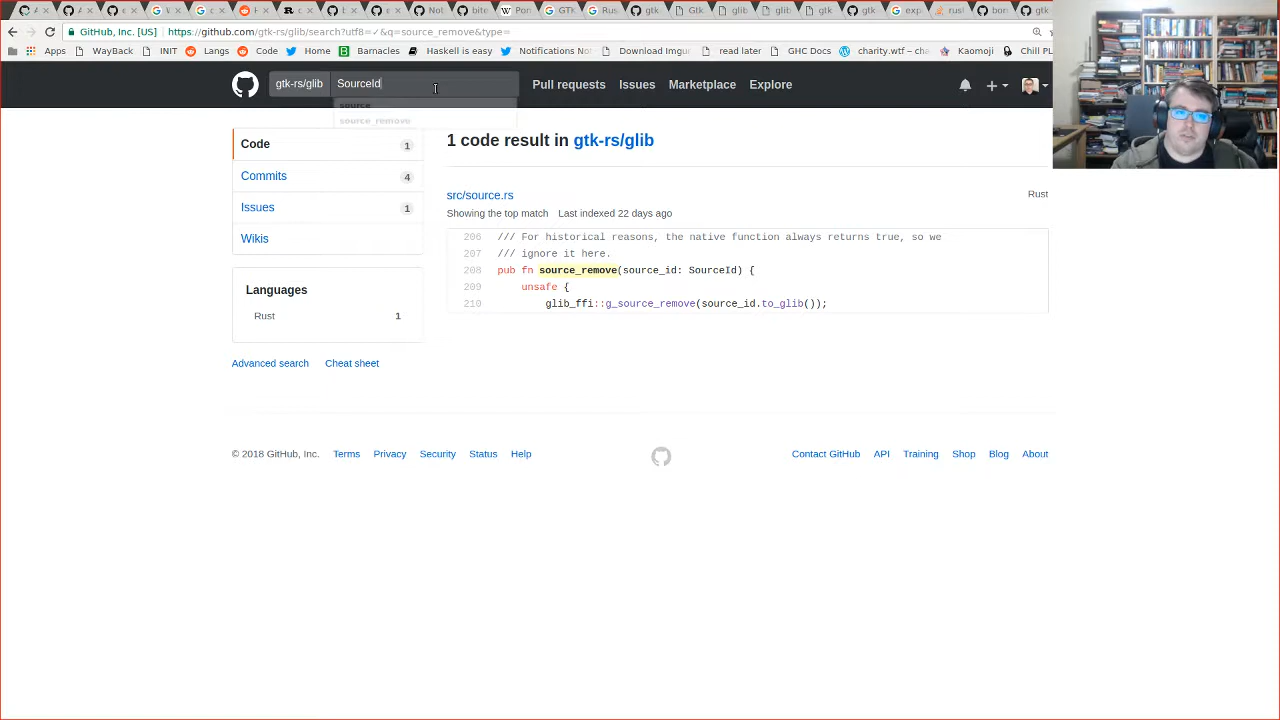 GitHub, Inc. [US] https://github.com/gtk-rs/glib/search?utf8=✓&q=source_remove&type=
Apps WayBack INIT Langs Code Home Barnacles Haskell is easy Notifications Non Download Imgur read later GHC Docs charity.wtf – a Chill PL
gtk-rs/glib SourceId Pull requests Issues Marketplace Explore
source
source_remove
Code 1
Commits 4
Issues 1
Wikis
Languages
Rust 1
Advanced search Cheat sheet
1 code result in gtk-rs/glib
src/source.rs Rust
Showing the top match Last indexed 22 days ago
206 /// For historical reasons, the native function always returns true, so we
207 /// ignore it here.
208 pub fn source_remove(source_id: SourceId) {
209 unsafe {
210 glib_ffi::g_source_remove(source_id.to_glib());
© 2018 GitHub, Inc. Terms Privacy Security Status Help Contact GitHub API Training Shop Blog About